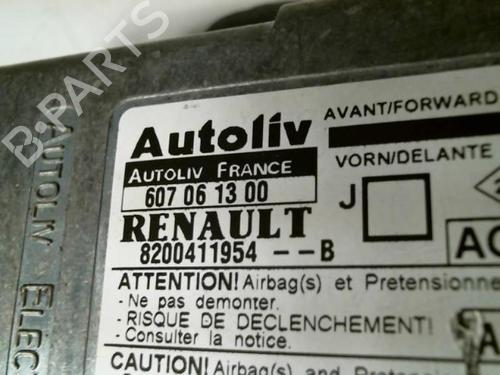 B-PARTS
AUTOLIV ELEC
Autoliv
AUTOLIV FRANCE
607 06 13 00
RENAULT
8200411954 --B
AVANT/FORWARD
VORN/DELANTE
J
AC
ATTENTION! Airbag(s) et Pretensionne
- Ne pas demonter.
- RISQUE DE DECLENCHEMENT!
- Consulter la notice.
CAUTION! Airbag(s) and Pretension